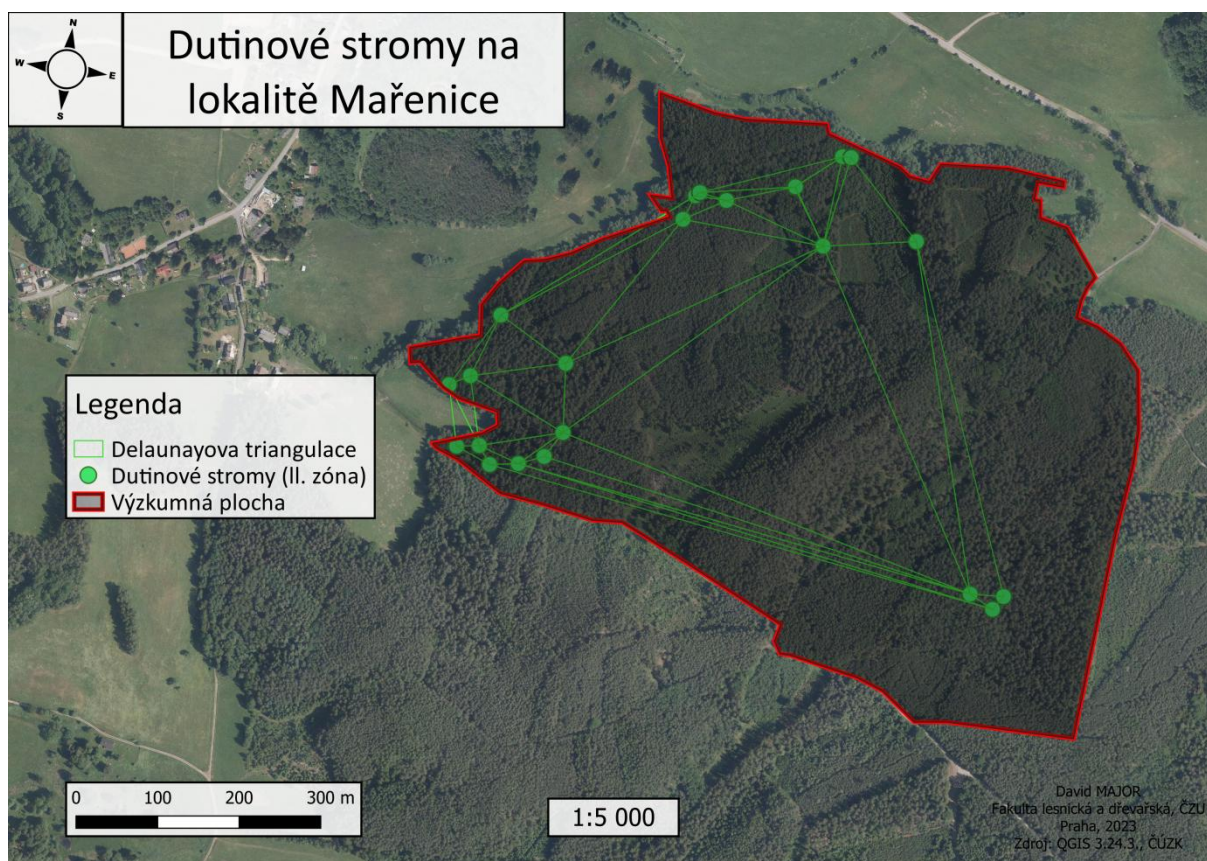 N
W
E
S
Dutinové stromy na
lokalitě Mařenice
Legenda
Delaunayova triangulace
Dutinové stromy (II. zóna)
Výzkumná plocha
0 100 200 300 m
1:5 000
David MAJOR
Fakulta lesnická a dřevařská, ČZU
Praha, 2023
Zdroj: QGIS 3.24.3., ČÚZK